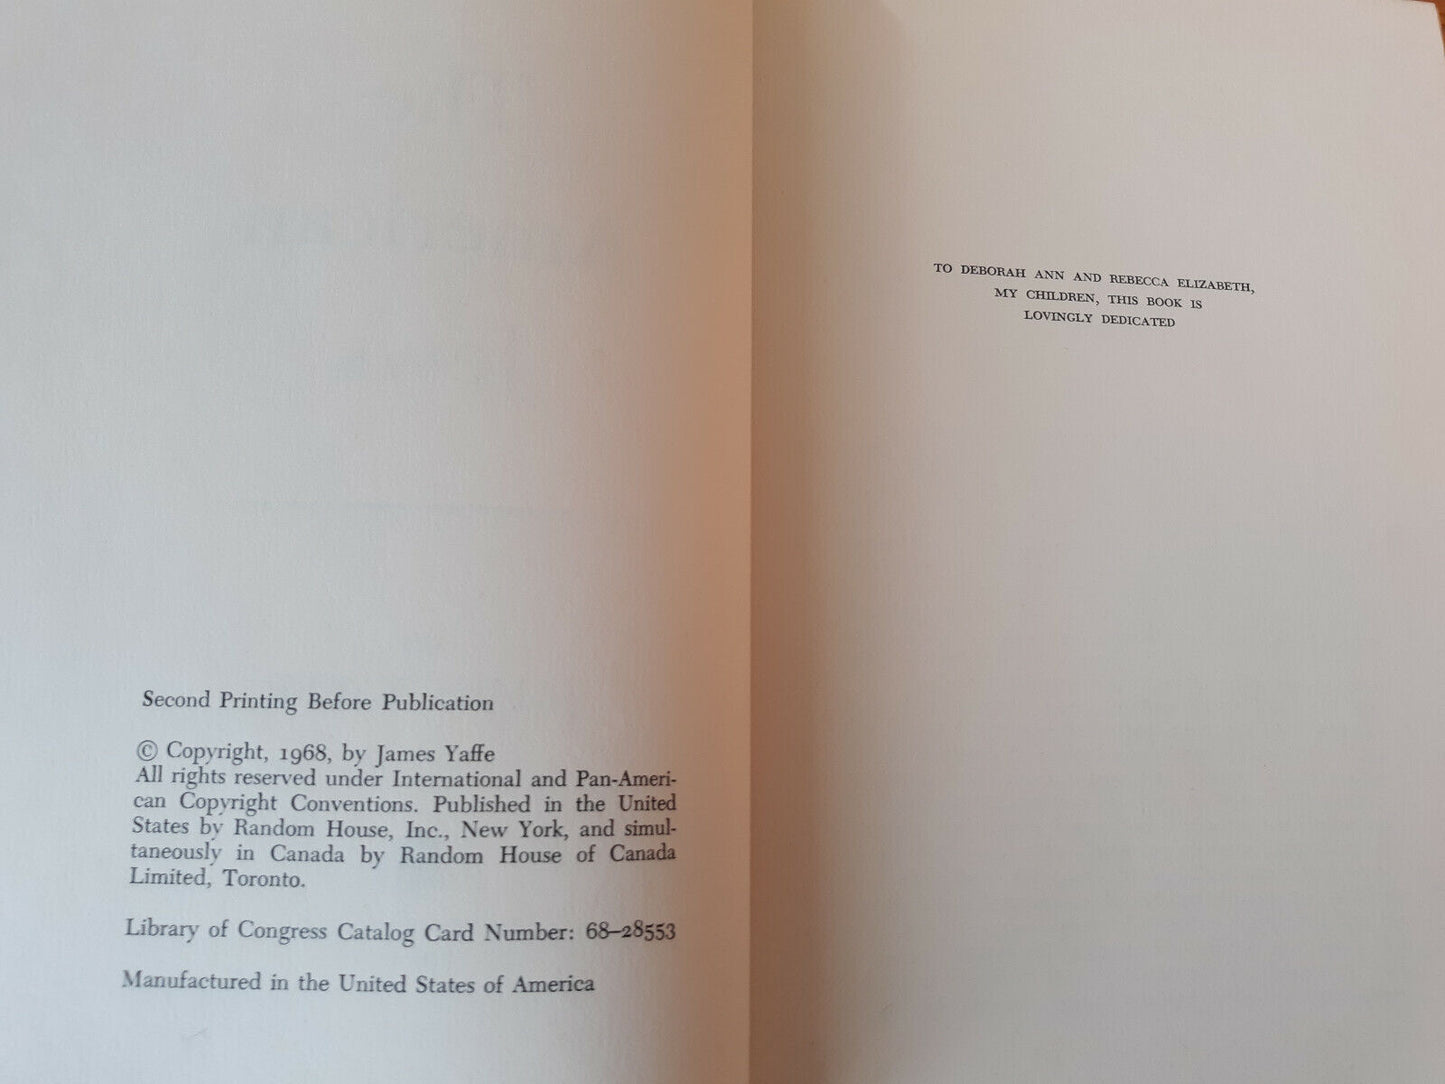 Second Printing Before Publication
© Copyright, 1968, by James Yaffe
All rights reserved under International and Pan-Ameri-
can Copyright Conventions. Published in the United
States by Random House, Inc., New York, and simul-
taneously in Canada by Random House of Canada
Limited, Toronto.
Library of Congress Catalog Card Number: 68–28553
Manufactured in the United States of America
TO DEBORAH ANN AND REBECCA ELIZABETH,
MY CHILDREN, THIS BOOK IS
LOVINGLY DEDICATED